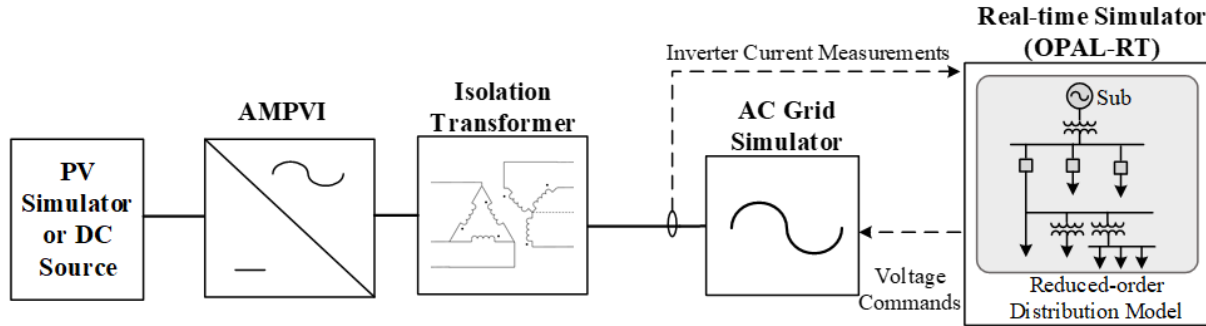 Real-time Simulator
(OPAL-RT)
Inverter Current Measurements
Isolation
Transformer
AMPVI
AC Grid
Simulator
Sub
PV
Simulator
or DC
Source
Voltage
Commands
Reduced-order
Distribution Model